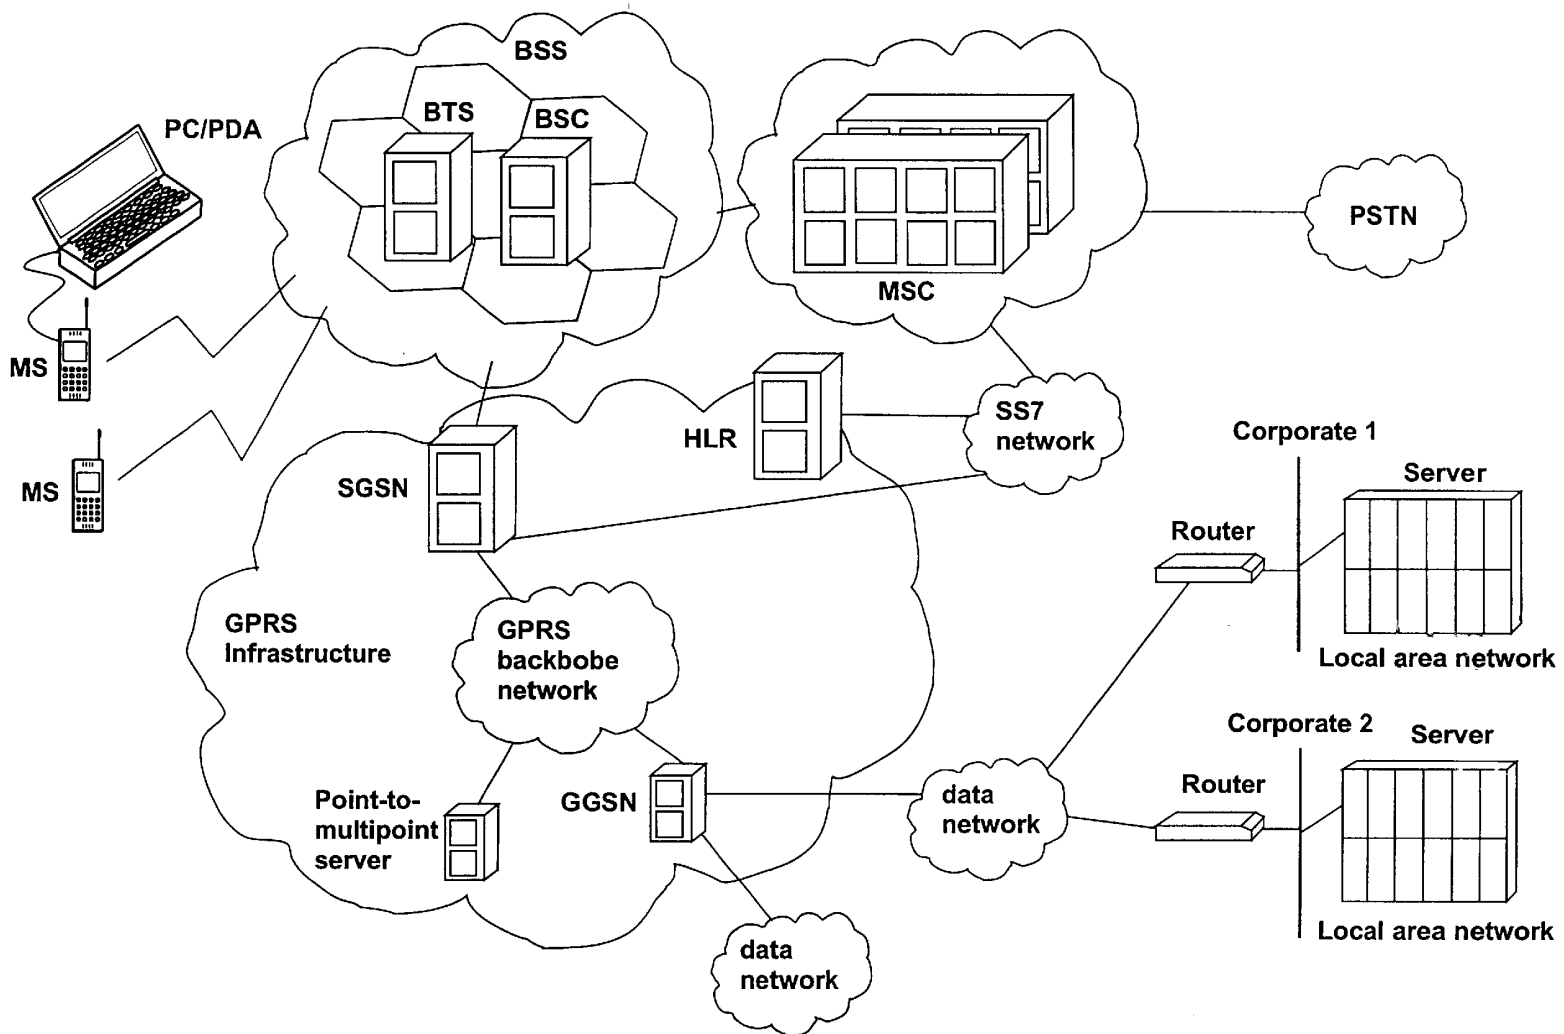 BSS
BTS
BSC
PC/PDA
MS
MS
MSC
PSTN
HLR
SS7
network
SGSN
GPRS
Infrastructure
GPRS
backbobe
network
Point-to-
multipoint
server
GGSN
data
network
data
network
Corporate 1
Server
Router
Local area network
Corporate 2
Server
Router
Local area network